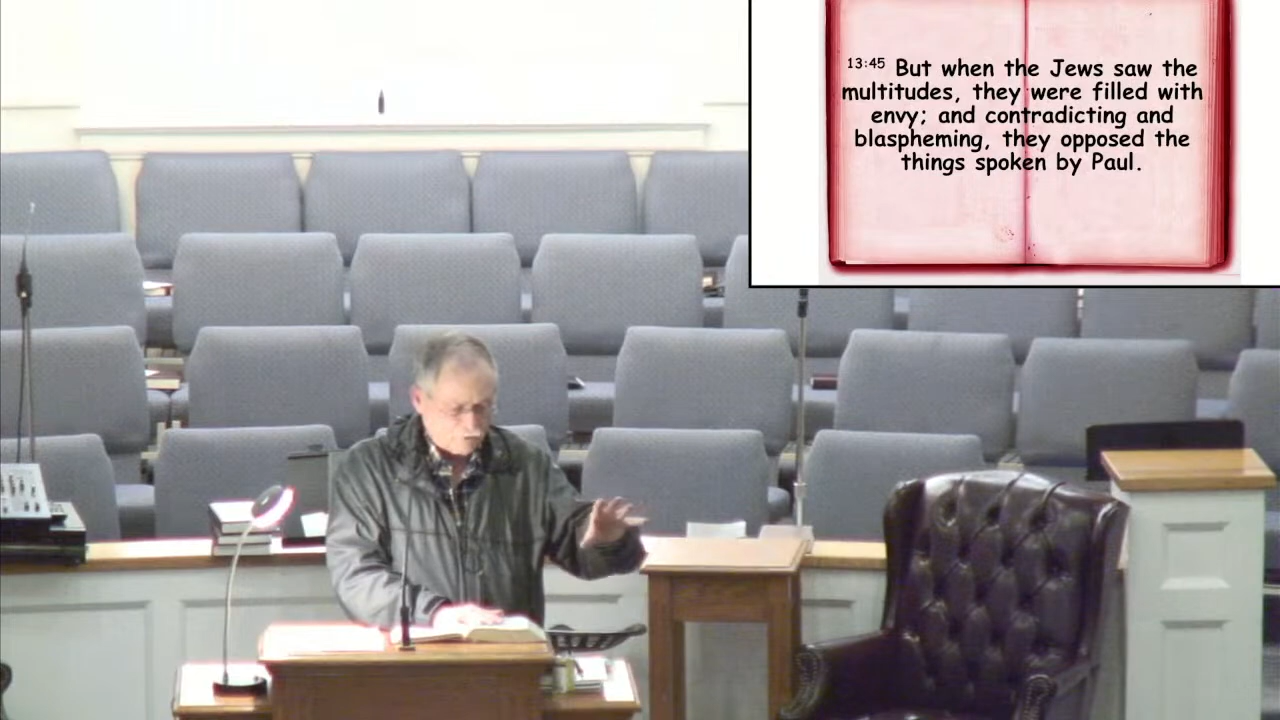 13:45 But when the Jews saw the
multitudes, they were filled with
envy; and contradicting and
blaspheming, they opposed the
things spoken by Paul.